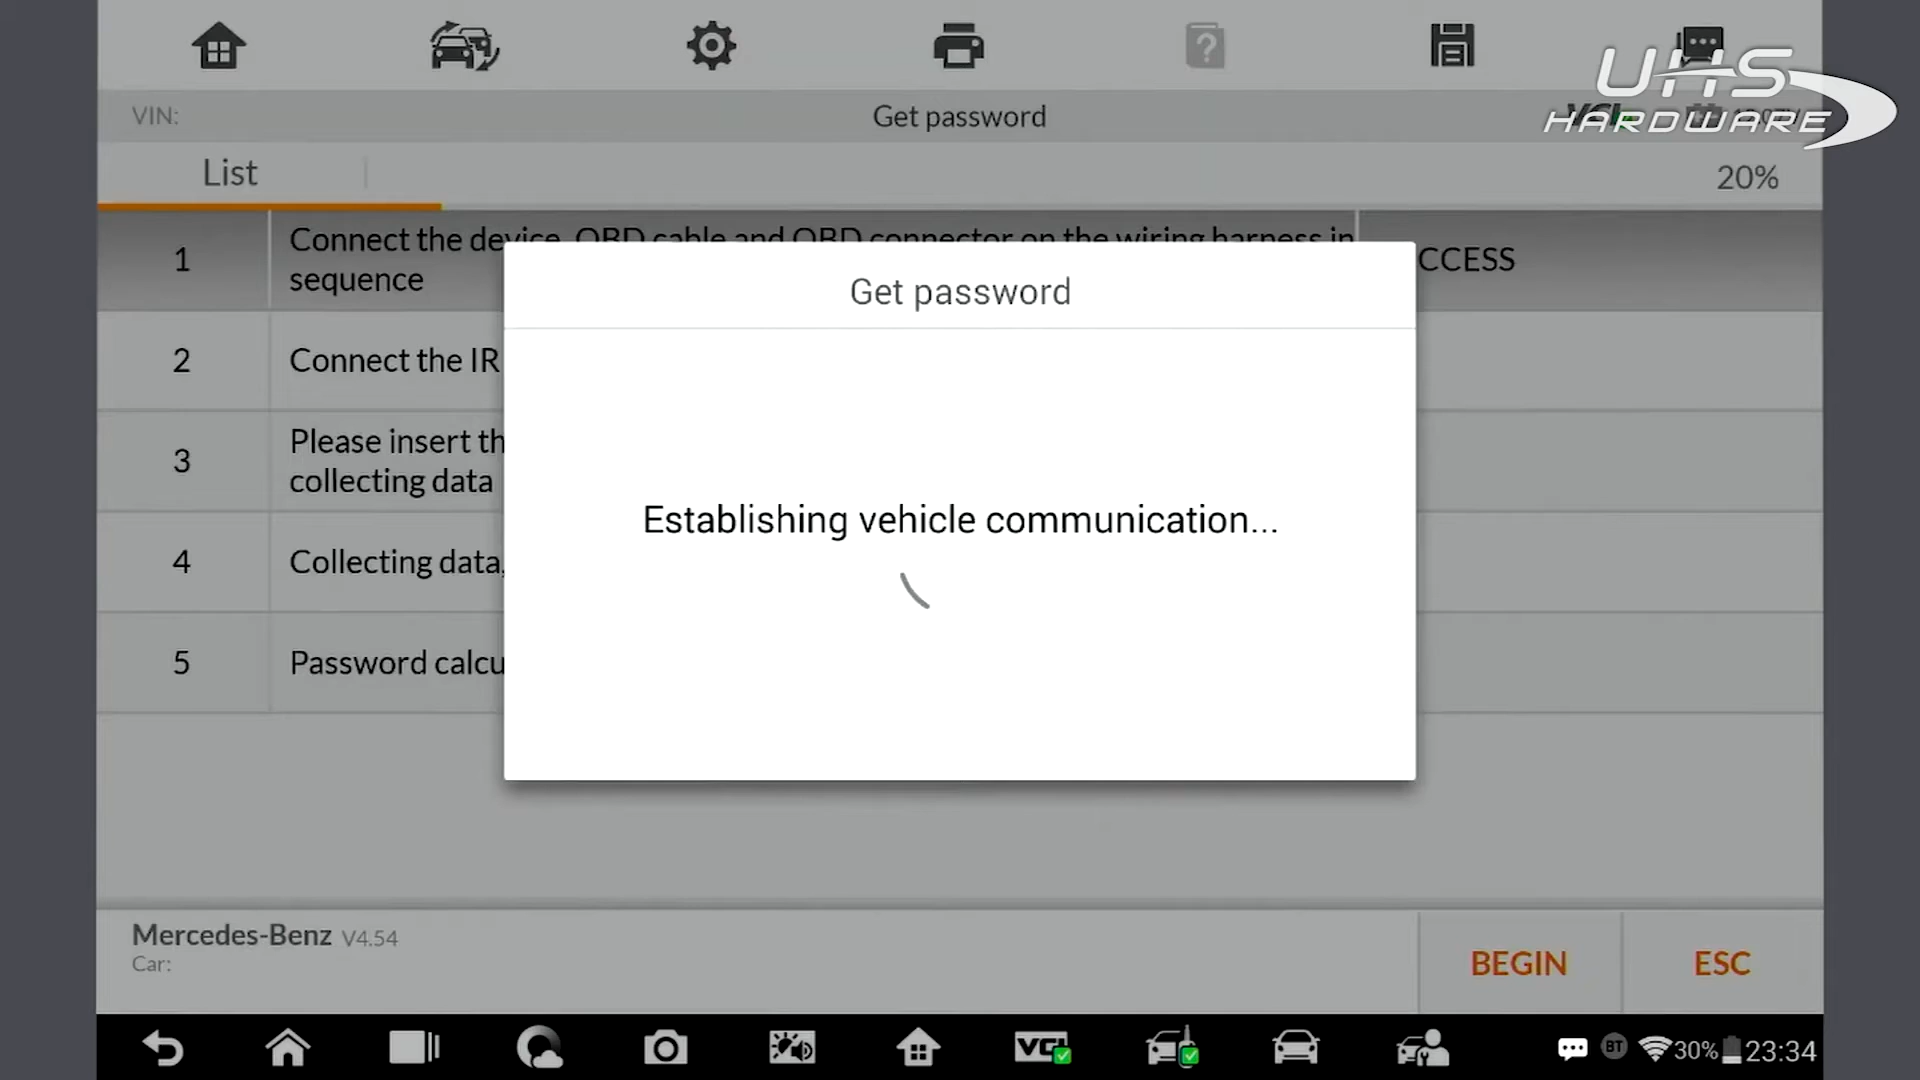 UHS
HARDWARE
VIN:
Get password
List
20%
1
Connect the device, OBD cable and OBD connector on the wiring harness in
sequence
CCESS
2
Connect the IR
3
Please insert th
collecting data
4
Collecting data,
5
Password calcu
Get password
Establishing vehicle communication...
Mercedes-Benz V4.54
Car:
BEGIN
ESC
VCI
BT
30%
23:34